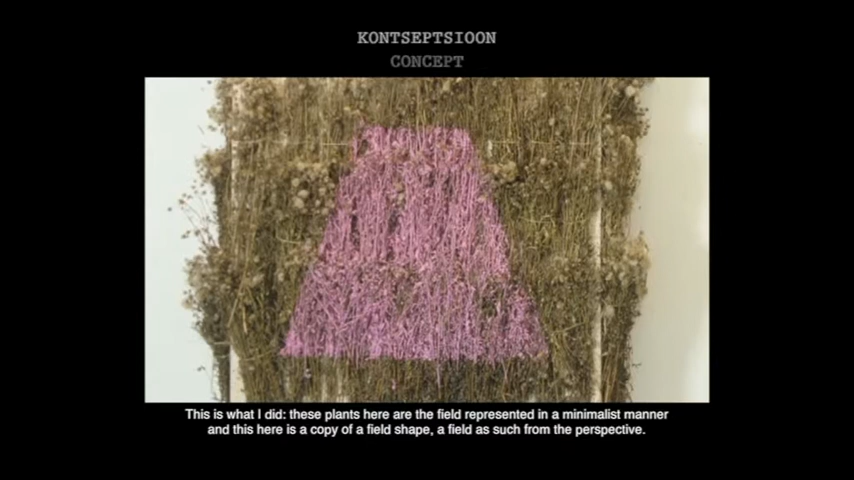 KONTSEPTSIOON
CONCEPT
This is what I did: these plants here are the field represented in a minimalist manner
and this here is a copy of a field shape, a field as such from the perspective.